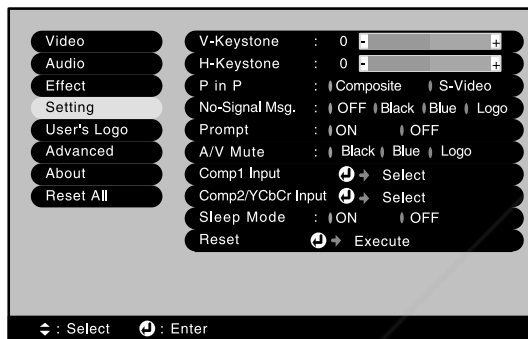 Video
Audio
Effect
Setting
User's Logo
Advanced
About
Reset All
V-Keystone : 0 - +
H-Keystone : 0 - +
P in P : Composite S-Video
No-Signal Msg. : OFF Black Blue Logo
Prompt : ON OFF
A/V Mute : Black Blue Logo
Comp1 Input Select
Comp2/YCbCr Input Select
Sleep Mode : ON OFF
Reset Execute
: Select : Enter